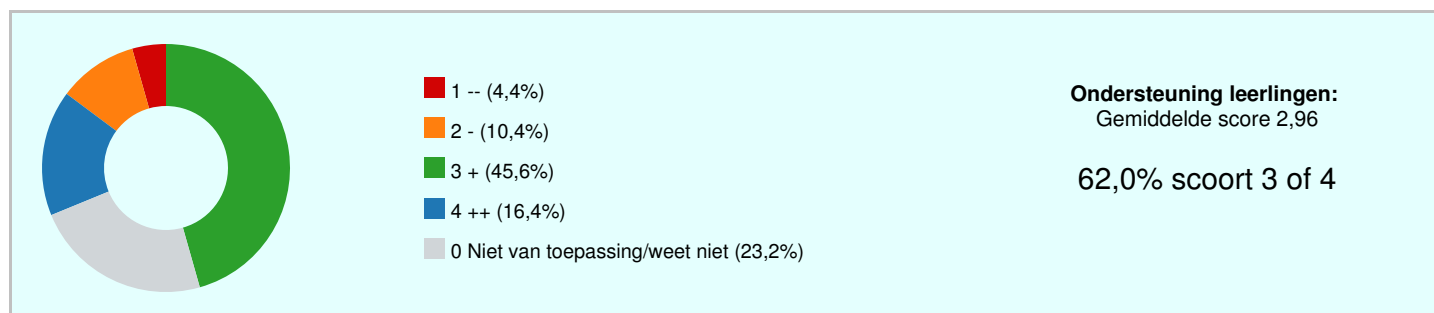 1 -- (4,4%)
2 - (10,4%)
3 + (45,6%)
4 ++ (16,4%)
0 Niet van toepassing/weet niet (23,2%)
Ondersteuning leerlingen:
Gemiddelde score 2,96
62,0% scoort 3 of 4